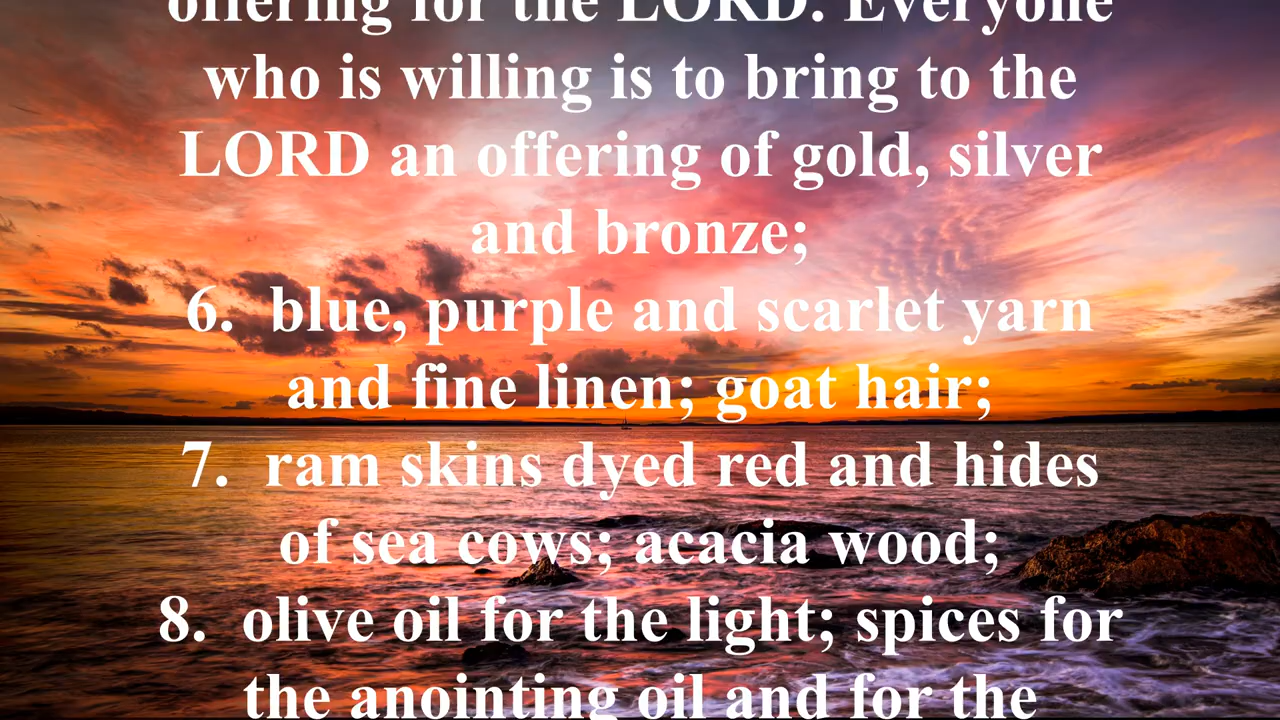 offering for the LORD. Everyone
who is willing is to bring to the
LORD an offering of gold, silver
and bronze;
6.  blue, purple and scarlet yarn
and fine linen; goat hair;
7.  ram skins dyed red and hides
of sea cows; acacia wood;
8.  olive oil for the light; spices for
the anointing oil and for the